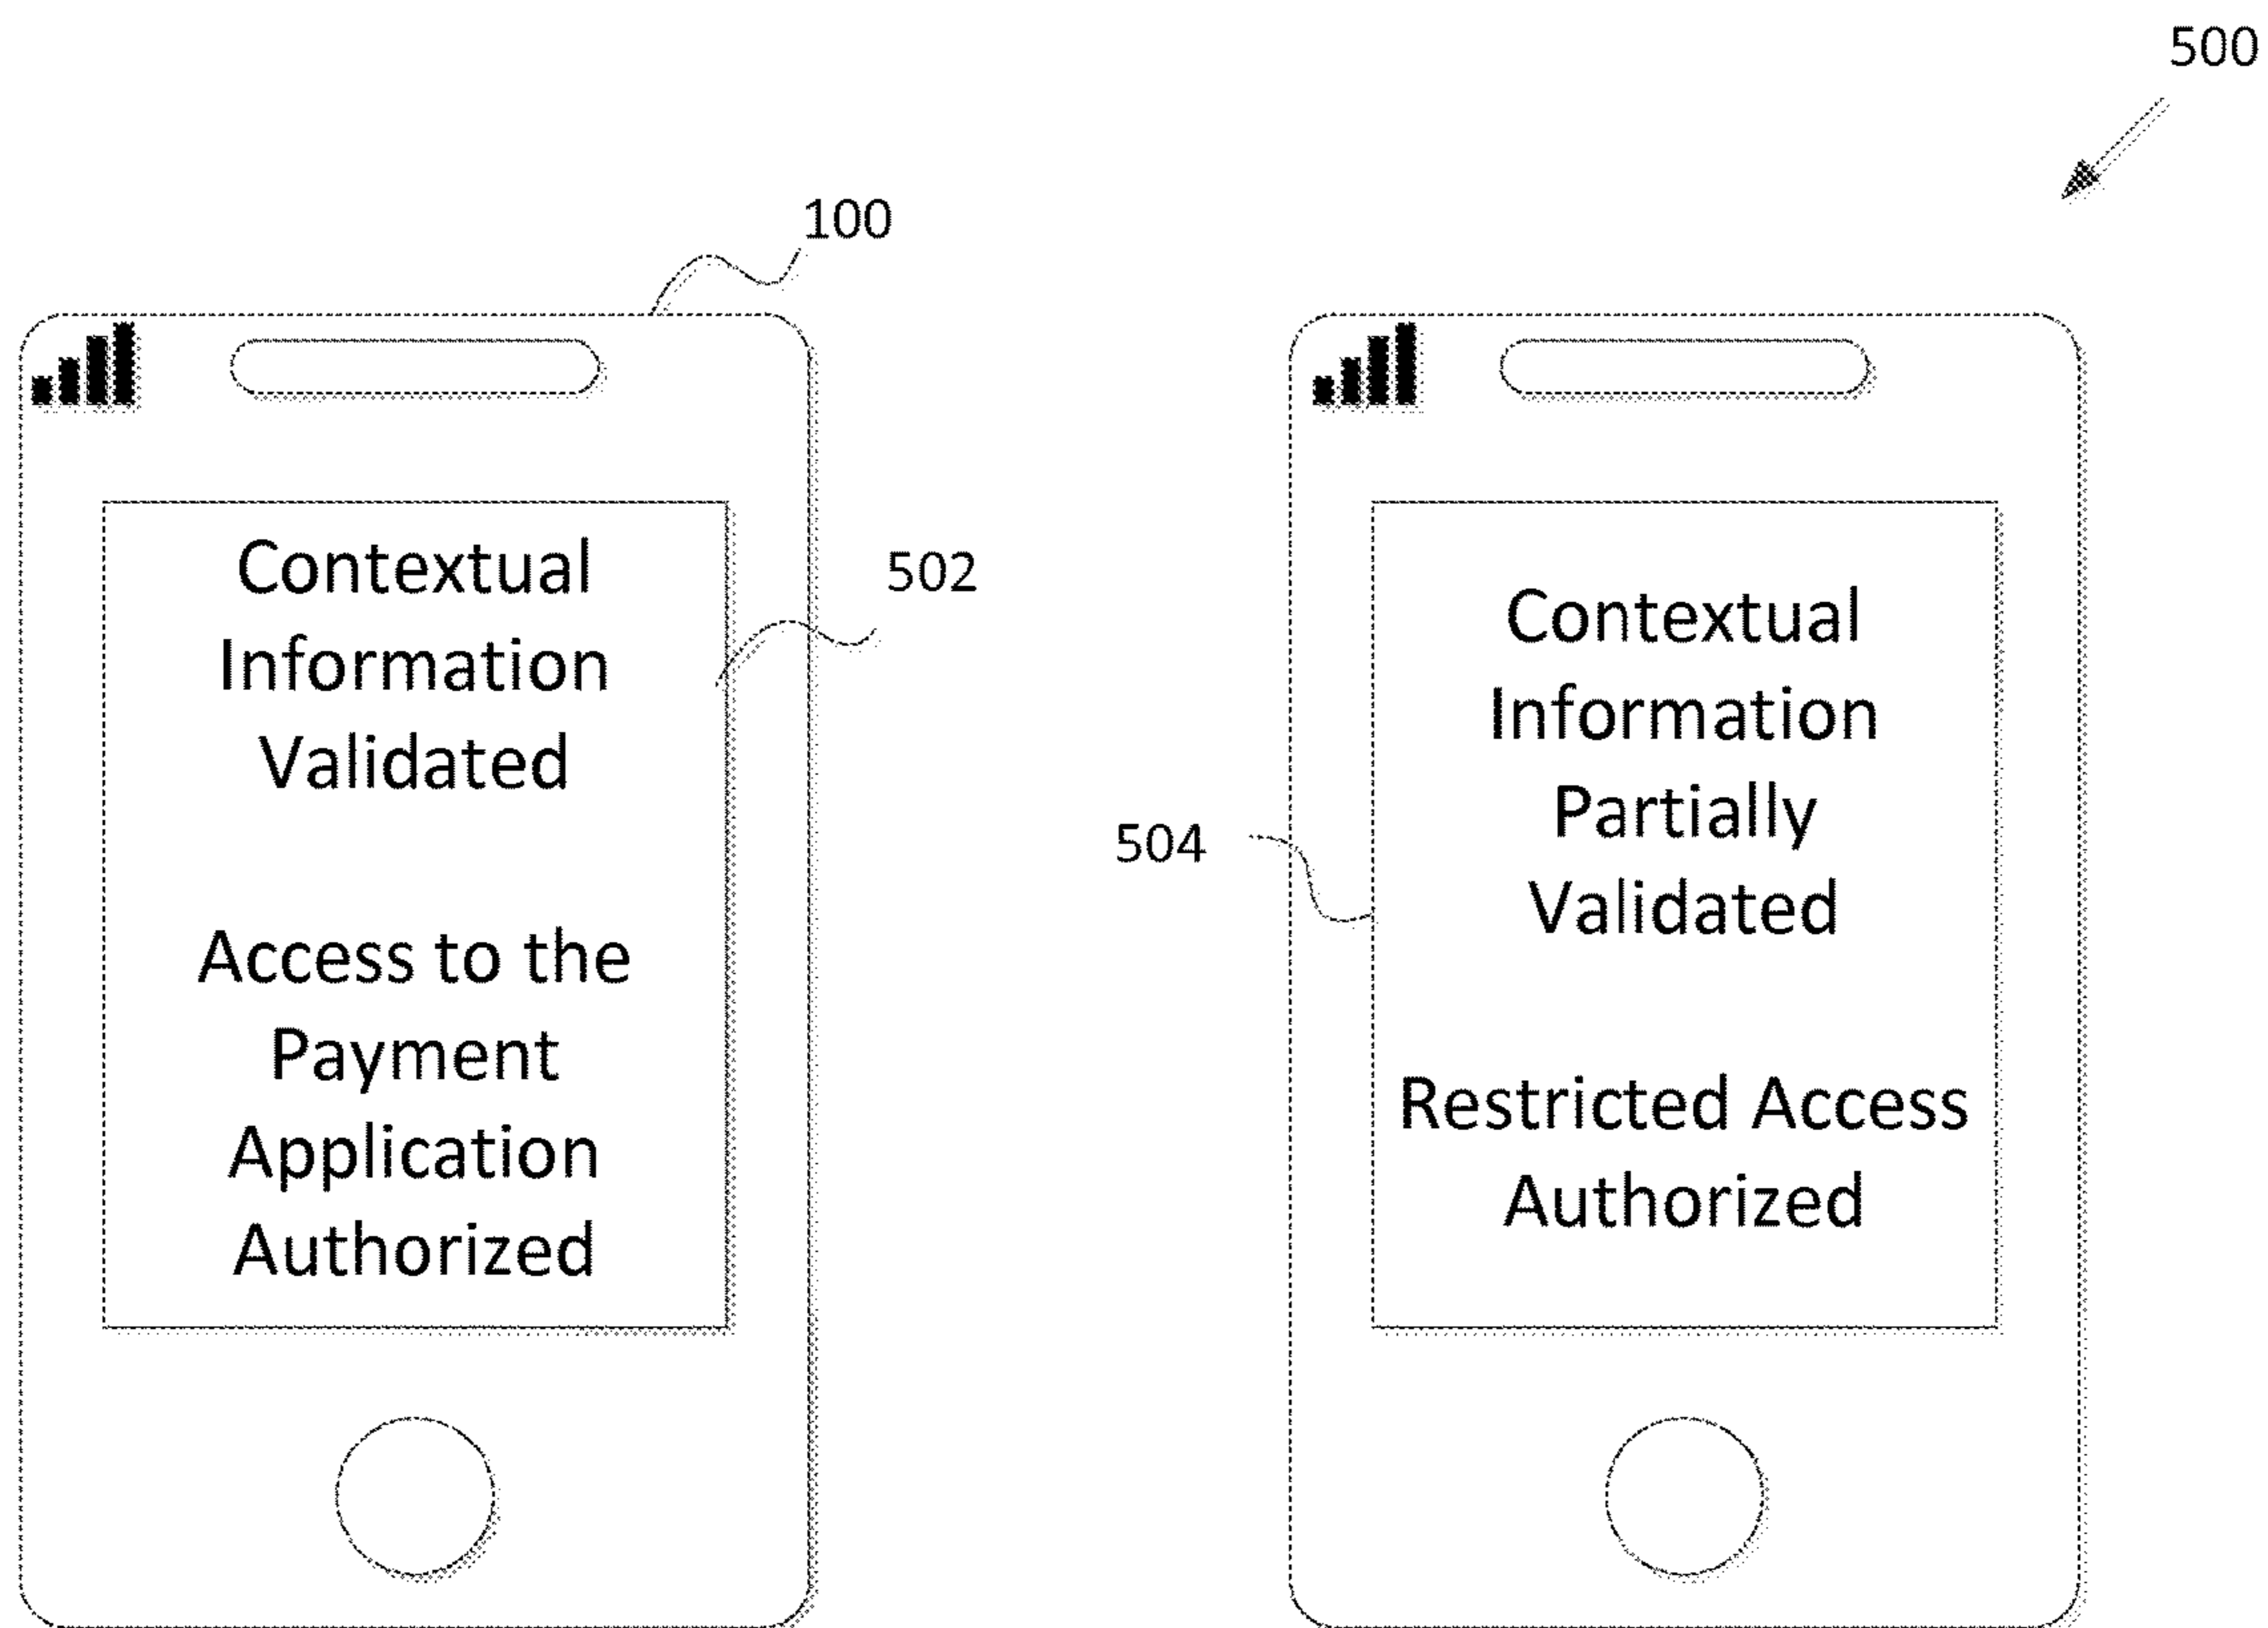 500
100
Contextual
Information
Validated
Access to the
Payment
Application
Authorized
502
504
Contextual
Information
Partially
Validated
Restricted Access
Authorized